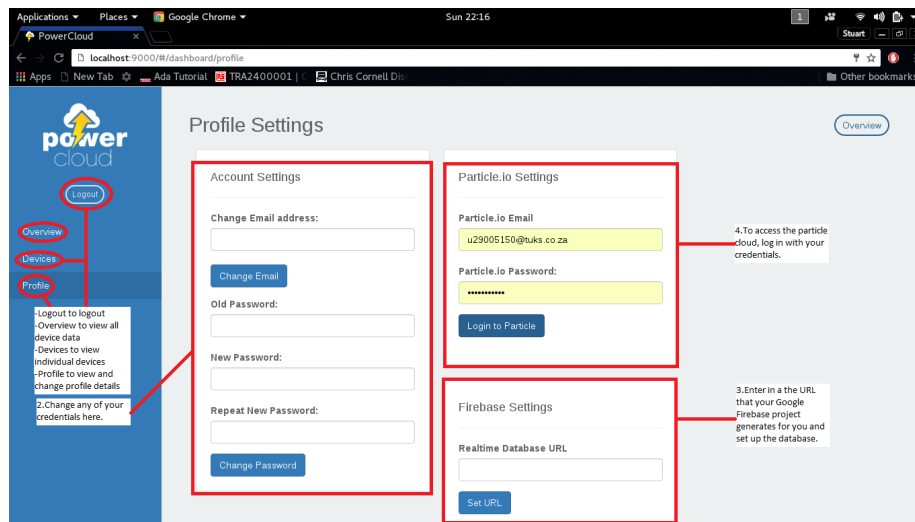 Applications ▾ Places ▾ Google Chrome ▾ Sun 22:16 1
PowerCloud × Stuart
localhost:9000/#/dashboard/profile
Apps New Tab Ada Tutorial RS TRA2400001 | C Chris Cornell Dis Other bookmarks
power
cloud
Logout
Overview
Devices
Profile
-Logout to logout
-Overview to view all
device data
-Devices to view
individual devices
-Profile to view and
change profile details
2.Change any of your
credentials here.
Profile Settings
Overview
Account Settings
Change Email address:
Change Email
Old Password:
New Password:
Repeat New Password:
Change Password
Particle.io Settings
Particle.io Email
u29005150@tuks.co.za
Particle.io Password:
•••••••••••
Login to Particle
4.To access the particle
cloud, log in with your
credentials.
Firebase Settings
Realtime Database URL
Set URL
3.Enter in a the URL
that your Google
Firebase project
generates for you and
set up the database.